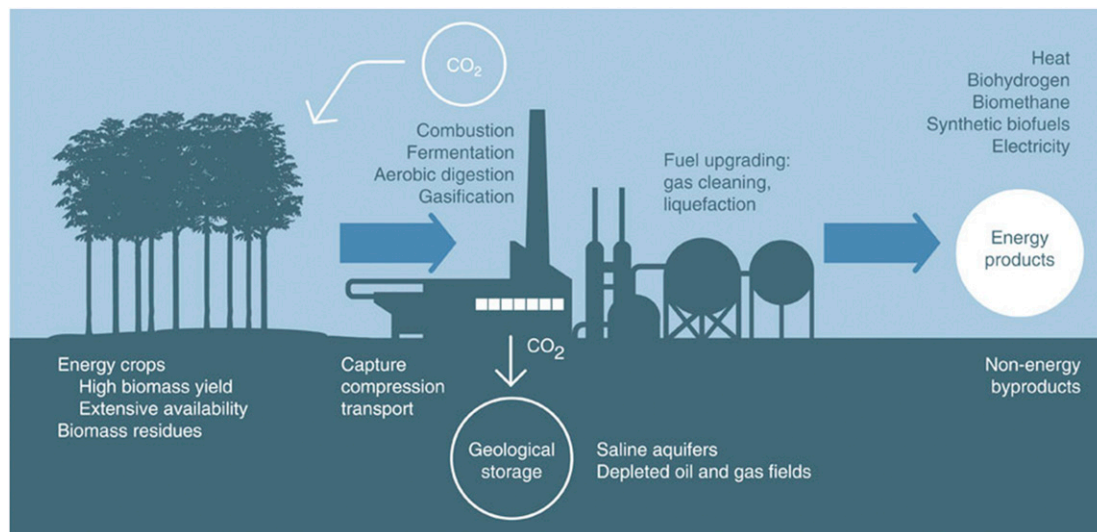 CO2
Combustion
Fermentation
Aerobic digestion
Gasification
Fuel upgrading:
gas cleaning,
liquefaction
Heat
Biohydrogen
Biomethane
Synthetic biofuels
Electricity
Energy
products
Energy crops
High biomass yield
Extensive availability
Biomass residues
Capture
compression
transport
CO2
Geological
storage
Saline aquifers
Depleted oil and gas fields
Non-energy
byproducts